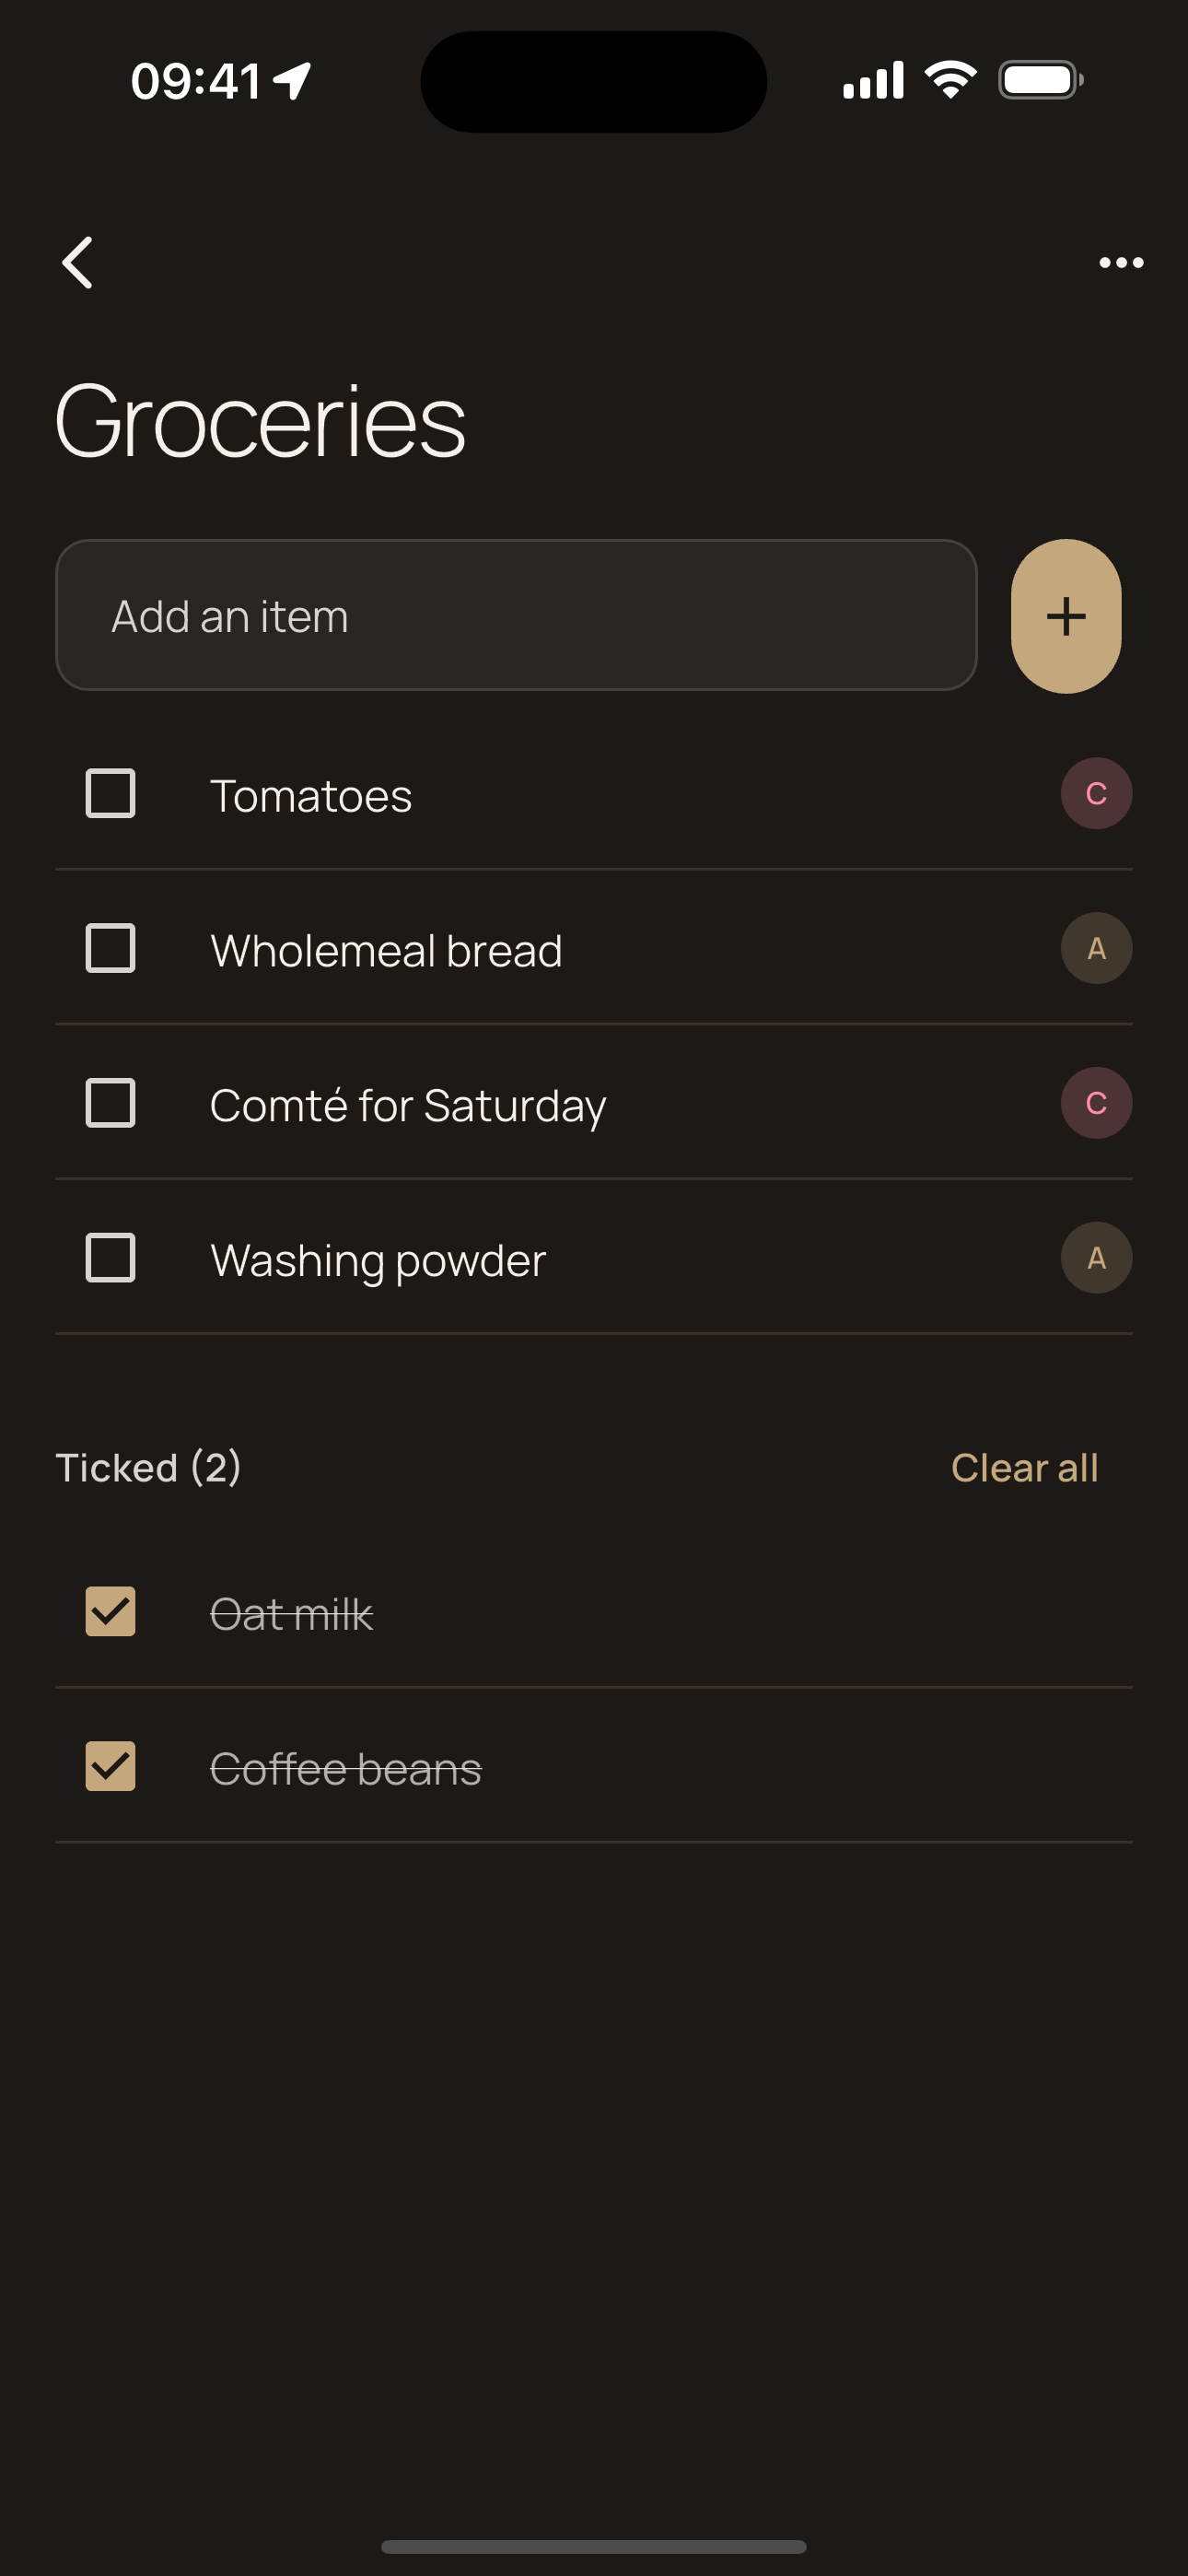 09:41
Groceries
Add an item
Tomatoes
C
Wholemeal bread
A
Comté for Saturday
C
Washing powder
A
Ticked (2)
Clear all
Oat milk
Coffee beans